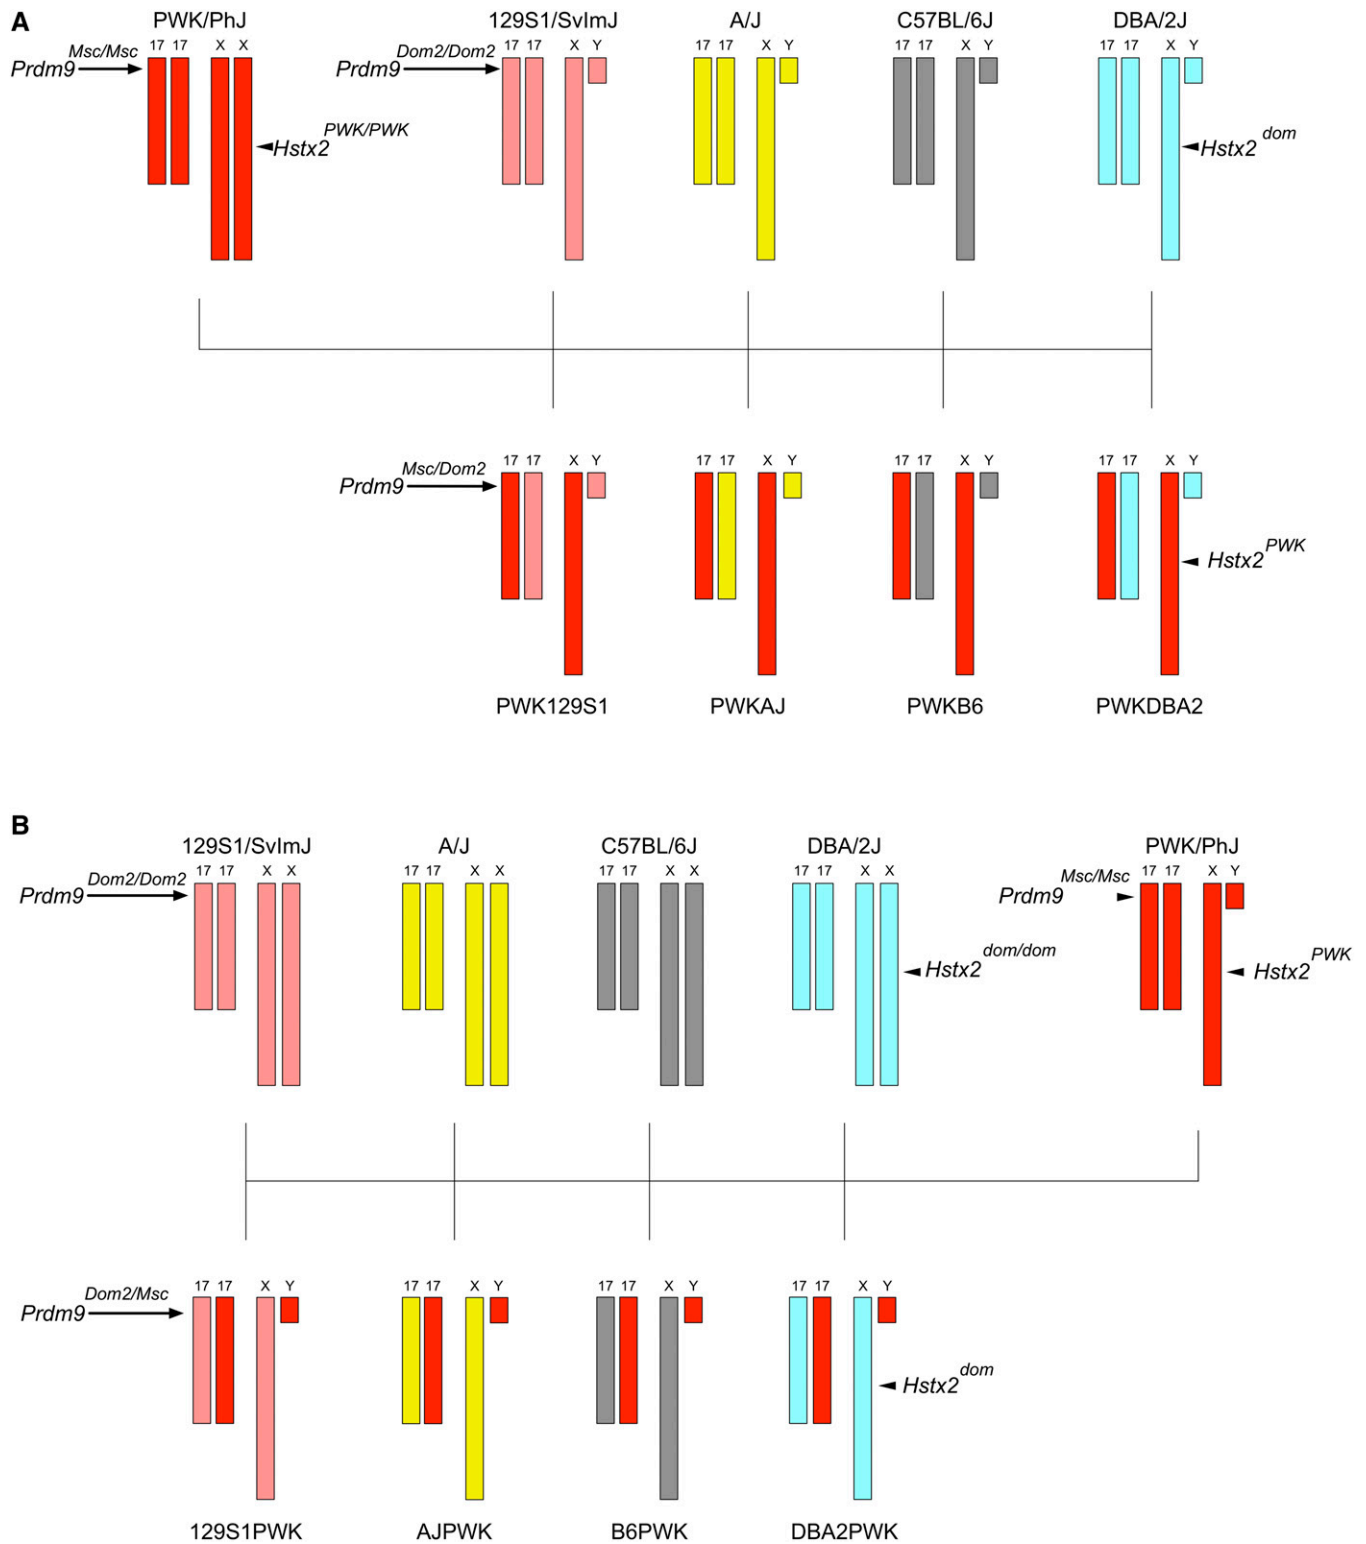 A
PWK/PhJ 129S1/SvImJ A/J C57BL/6J DBA/2J
17 17 X X 17 17 X Y 17 17 X Y 17 17 X Y 17 17 X Y
Prdm9 Msc/Msc Prdm9 Dom2/Dom2
Hstx2 PWK/PWK Hstx2 dom
17 17 X Y 17 17 X Y 17 17 X Y 17 17 X Y
Prdm9 Msc/Dom2
Hstx2 PWK
PWK129S1 PWKAJ PWKB6 PWKDBA2
B
129S1/SvImJ A/J C57BL/6J DBA/2J PWK/PhJ
17 17 X X 17 17 X X 17 17 X X 17 17 X X 17 17 X Y
Prdm9 Dom2/Dom2 Prdm9 Msc/Msc
Hstx2 dom/dom Hstx2 PWK
17 17 X Y 17 17 X Y 17 17 X Y 17 17 X Y
Prdm9 Dom2/Msc
Hstx2 dom
129S1PWK AJPWK B6PWK DBA2PWK